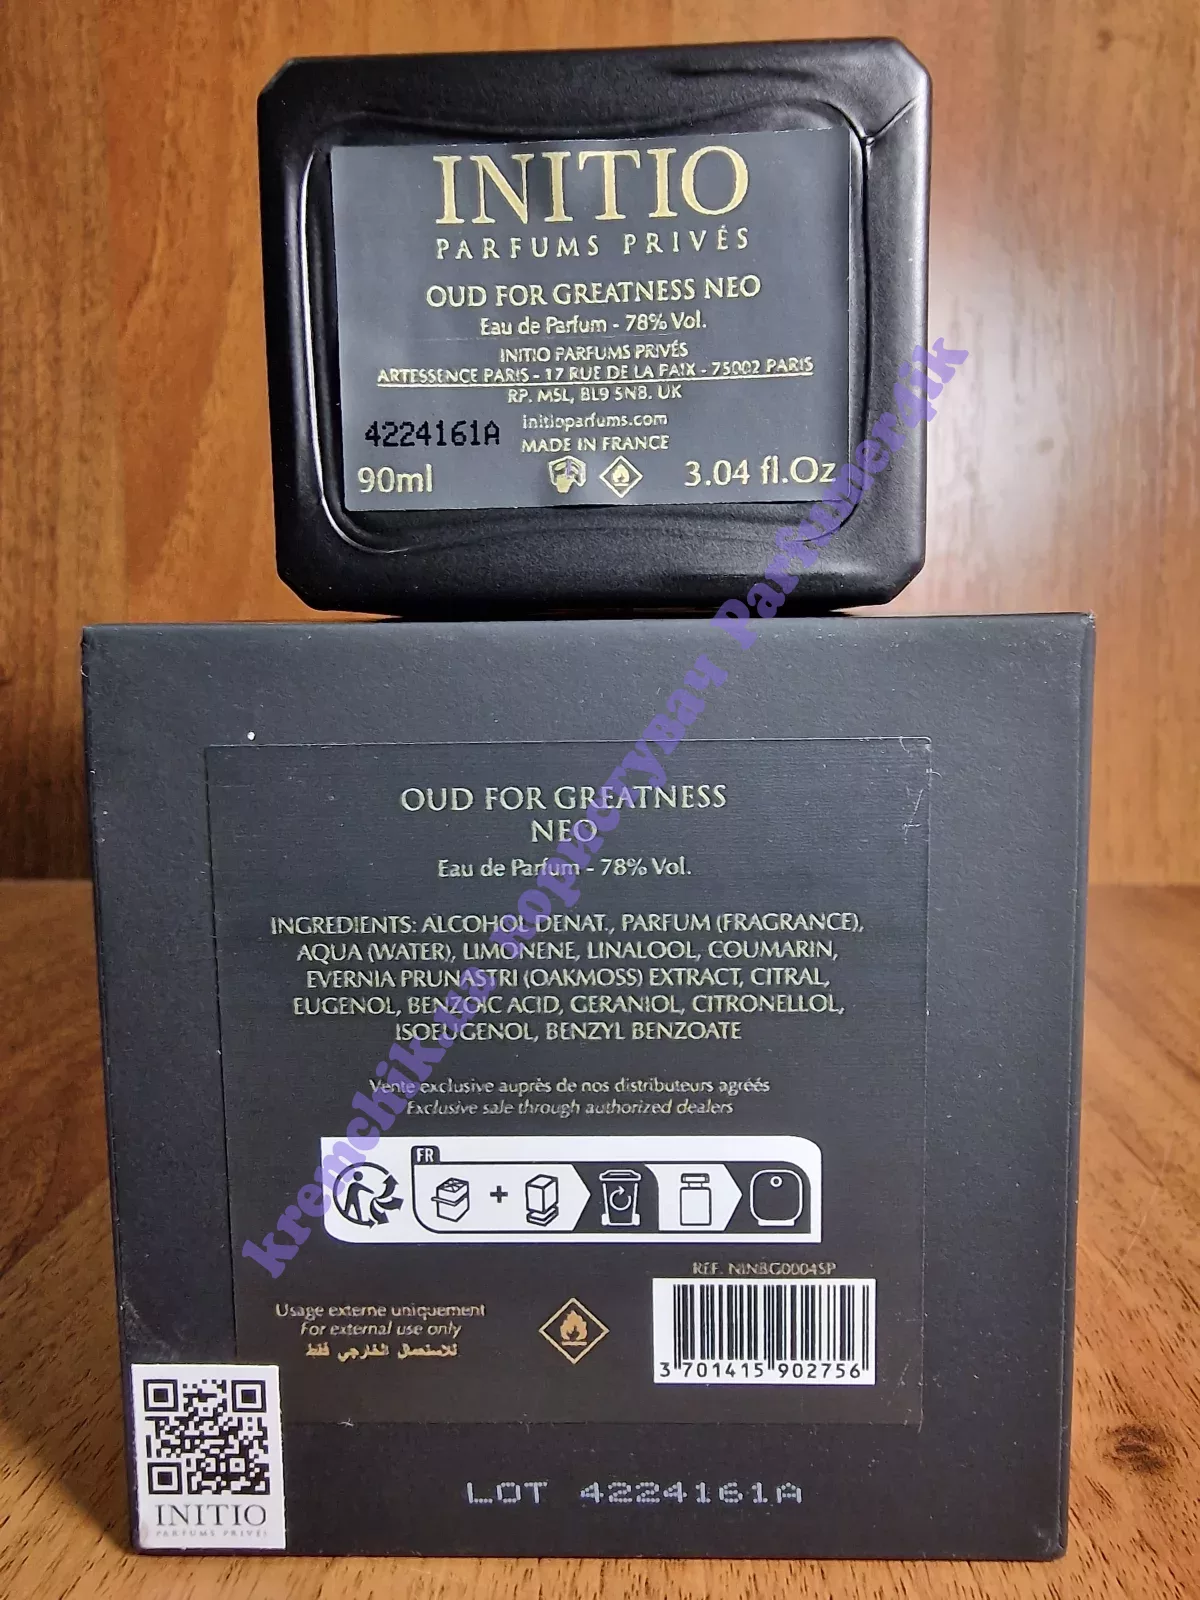 INITIO
PARFUMS PRIVÉS
OUD FOR GREATNESS NEO
Eau de Parfum - 78% Vol.
INITIO PARFUMS PRIVÉS
ARTESSENCE PARIS - 17 RUE DE LA PAIX - 75002 PARIS
RP. MSL, BL9 5NB. UK
initioparfums.com
4224161A
MADE IN FRANCE
90ml 3.04 fl.Oz
OUD FOR GREATNESS
NEO
Eau de Parfum - 78% Vol.
INGREDIENTS: ALCOHOL DENAT., PARFUM (FRAGRANCE),
AQUA (WATER), LIMONENE, LINALOOL, COUMARIN,
EVERNIA PRUNASTRI (OAKMOSS) EXTRACT, CITRAL,
EUGENOL, BENZOIC ACID, GERANIOL, CITRONELLOL,
ISOEUGENOL, BENZYL BENZOATE
Vente exclusive auprès de nos distributeurs agréés
Exclusive sale through authorized dealers
FR
+
REF. NINBG0004SP
Usage externe uniquement
For external use only
للاستعمال الخارجي فقط
3 701415 902756
INITIO
PARFUMS PRIVÉS
LOT 4224161A
kremchik.ua користувач Parfumer4ik